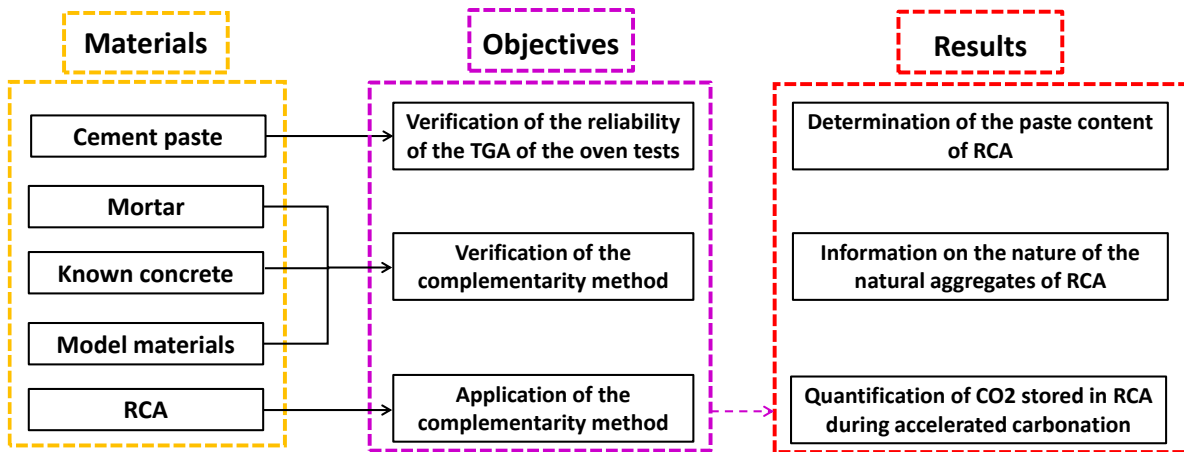 Materials
Objectives
Results
Cement paste
Mortar
Known concrete
Model materials
RCA
Verification of the reliability
of the TGA of the oven tests
Verification of the
complementarity method
Application of the
complementarity method
Determination of the paste content
of RCA
Information on the nature of the
natural aggregates of RCA
Quantification of CO2 stored in RCA
during accelerated carbonation